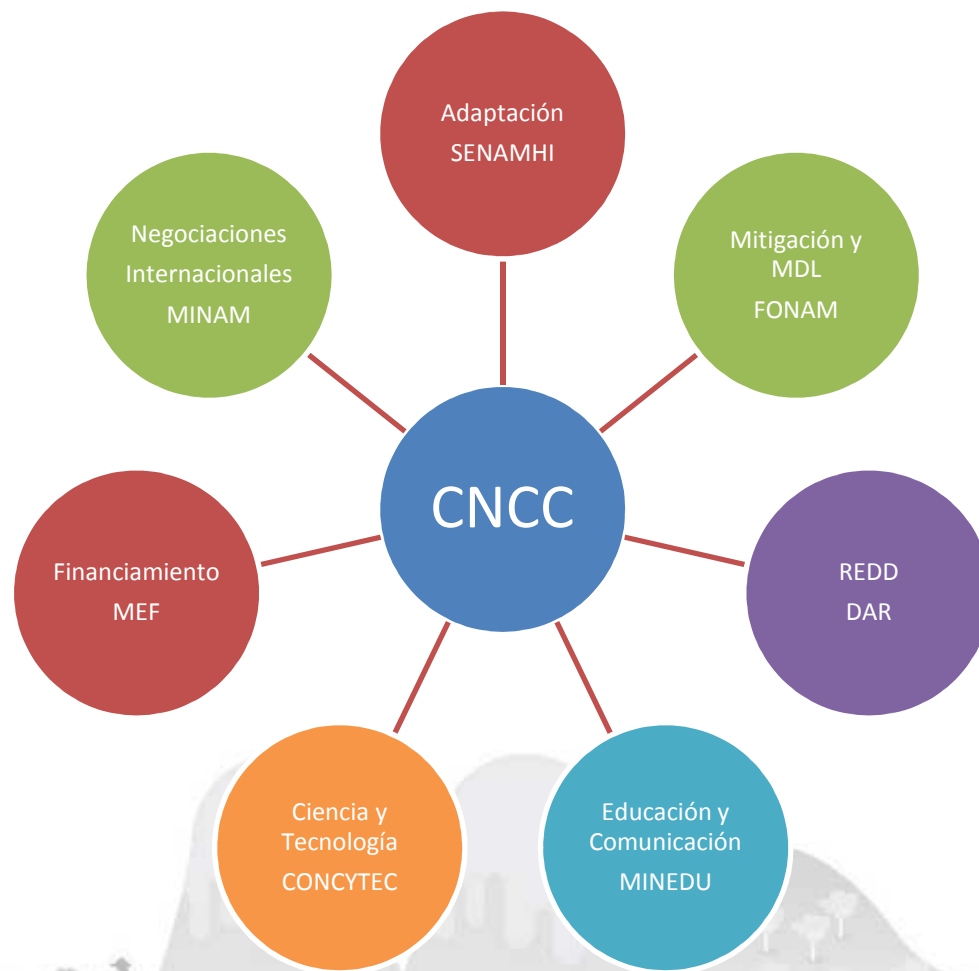 Adaptación
SENAMHI
Mitigación y
MDL
FONAM
REDD
DAR
Educación y
Comunicación
MINEDU
Ciencia y
Tecnología
CONCYTEC
Financiamiento
MEF
Negociaciones
Internacionales
MINAM
CNCC